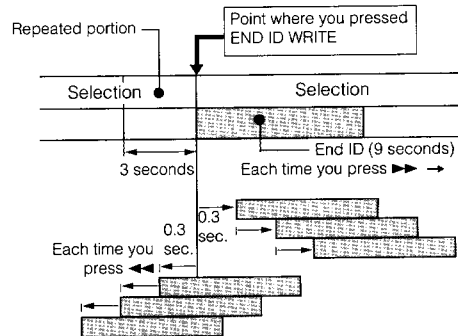 Point where you pressed
END ID WRITE
Repeated portion
Selection
Selection
End ID (9 seconds)
3 seconds
Each time you press ▶▶ →
0.3
sec.
0.3
sec.
Each time you
press ◀◀